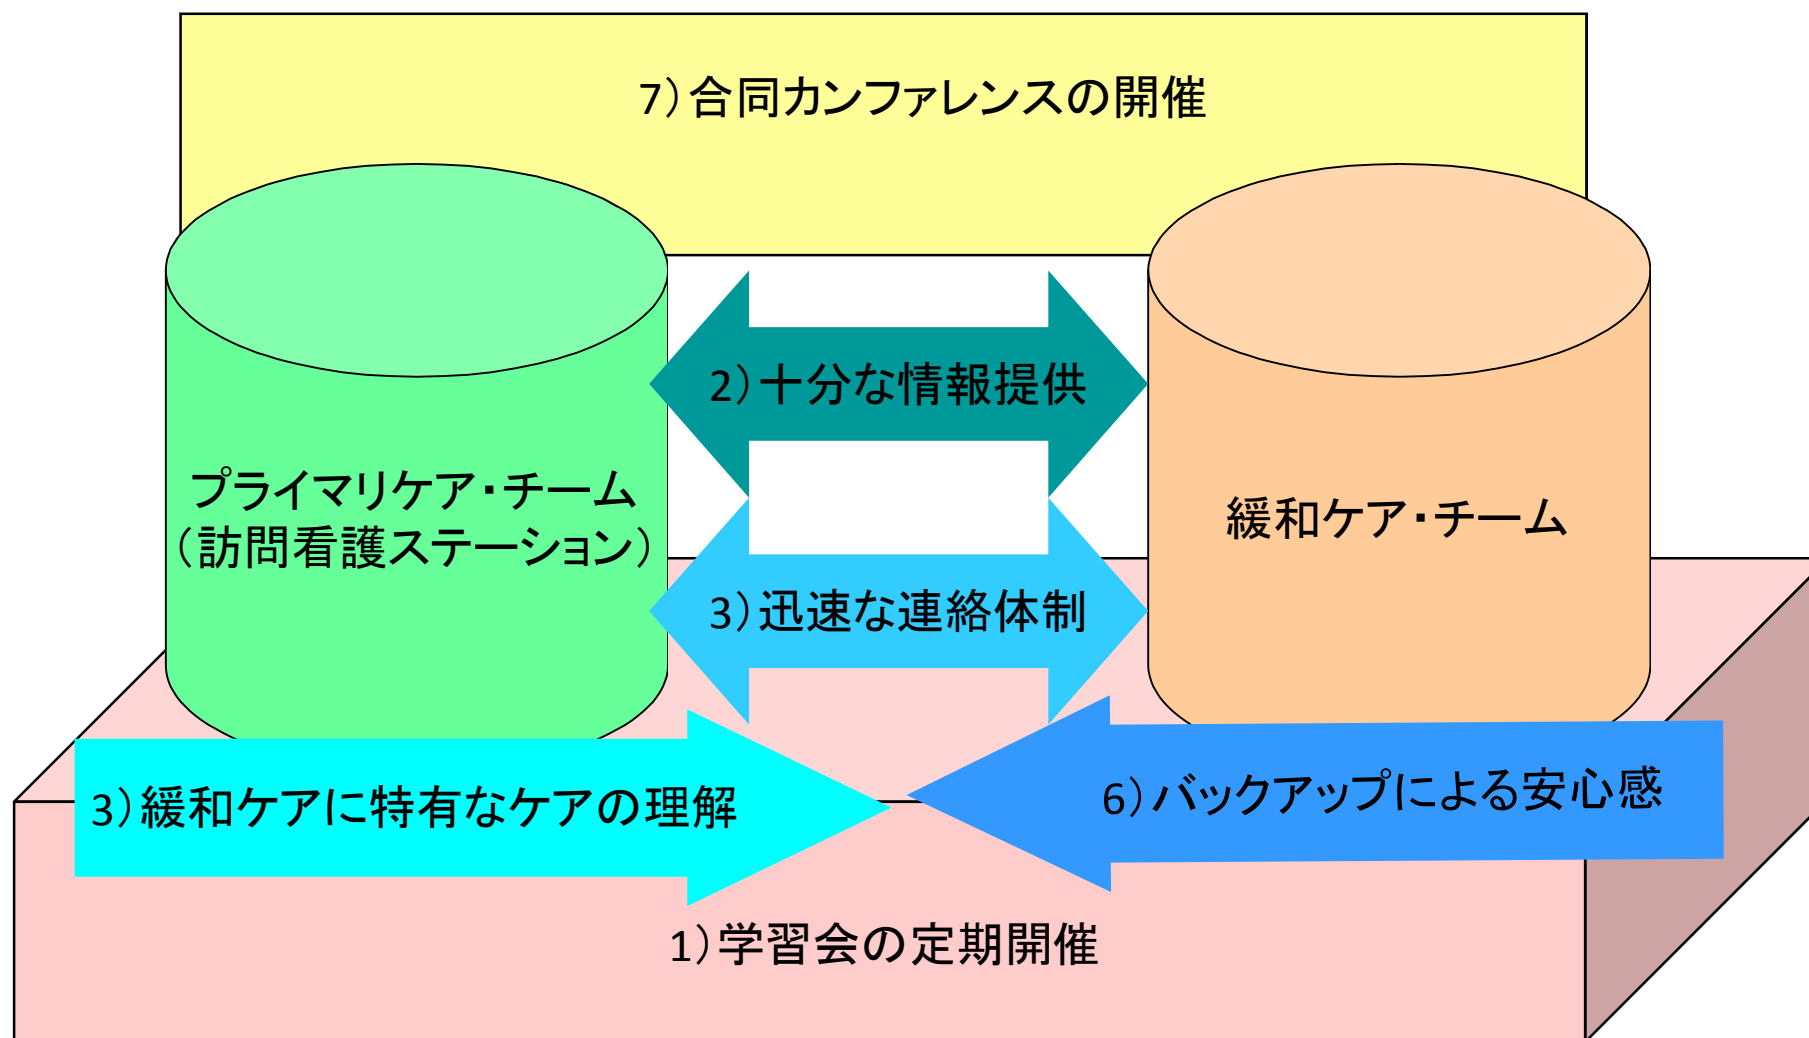 7）合同カンファレンスの開催
2）十分な情報提供
プライマリケア・チーム
（訪問看護ステーション）
緩和ケア・チーム
3）迅速な連絡体制
3）緩和ケアに特有なケアの理解
6）バックアップによる安心感
1）学習会の定期開催